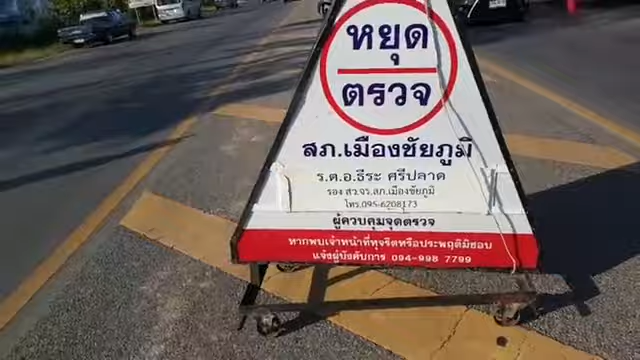 หยุด
ตรวจ
สภ.เมืองชัยภูมิ
ร.ต.อ.ธีระ ศรีปลาด
รอง สว.จร.สภ.เมืองชัยภูมิ
โทร.095-6208173
ผู้ควบคุมจุดตรวจ
หากพบเจ้าหน้าที่ทุจริตหรือประพฤติมิชอบ
แจ้งผู้บังคับการ 094-998 7799